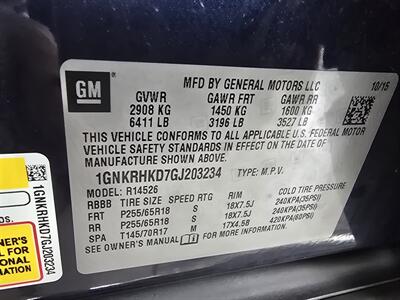 GM
MFD BY GENERAL MOTORS LLC 10/15
GVWR GAWR FRT GAWR RR
2908 KG 1450 KG 1600 KG
6411 LB 3196 LB 3527 LB
THIS VEHICLE CONFORMS TO ALL APPLICABLE U.S. FEDERAL MOTOR
VEHICLE SAFETY STANDARDS IN EFFECT ON THE DATE OF
MANUFACTURE SHOWN ABOVE.
1GNKRHKD7GJ203234 TYPE: M.P.V.
MODEL: R14526
RBBB TIRE SIZE SPEED RTG RIM COLD TIRE PRESSURE
FRT P255/65R18 S 18X7.5J 240KPA(35PSI)
RR P255/65R18 S 18X7.5J 240KPA(35PSI)
SPA T145/70R17 M 17X4.5B 420KPA(60PSI)
SEE OWNER'S MANUAL FOR MORE INFORMATION.
1GNKRHKD7GJ203234
OWNER'S